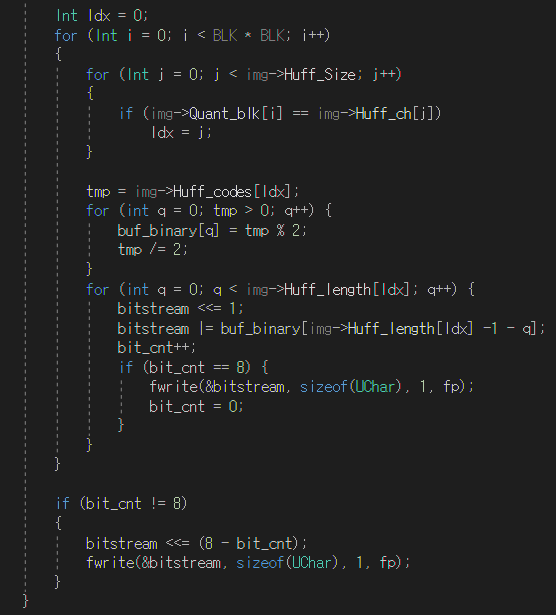 Int Idx = 0;
for (Int i = 0; i < BLK * BLK; i++)
{
for (Int j = 0; j < img->Huff_Size; j++)
{
if (img->Quant_blk[i] == img->Huff_ch[j])
Idx = j;
}
tmp = img->Huff_codes[Idx];
for (int q = 0; tmp > 0; q++) {
buf_binary[q] = tmp % 2;
tmp /= 2;
}
for (int q = 0; q < img->Huff_length[Idx]; q++) {
bitstream <<= 1;
bitstream |= buf_binary[img->Huff_length[Idx] -1 - q];
bit_cnt++;
if (bit_cnt == 8) {
fwrite(&bitstream, sizeof(UChar), 1, fp);
bit_cnt = 0;
}
}
}
if (bit_cnt != 8)
{
bitstream <<= (8 - bit_cnt);
fwrite(&bitstream, sizeof(UChar), 1, fp);
}
}